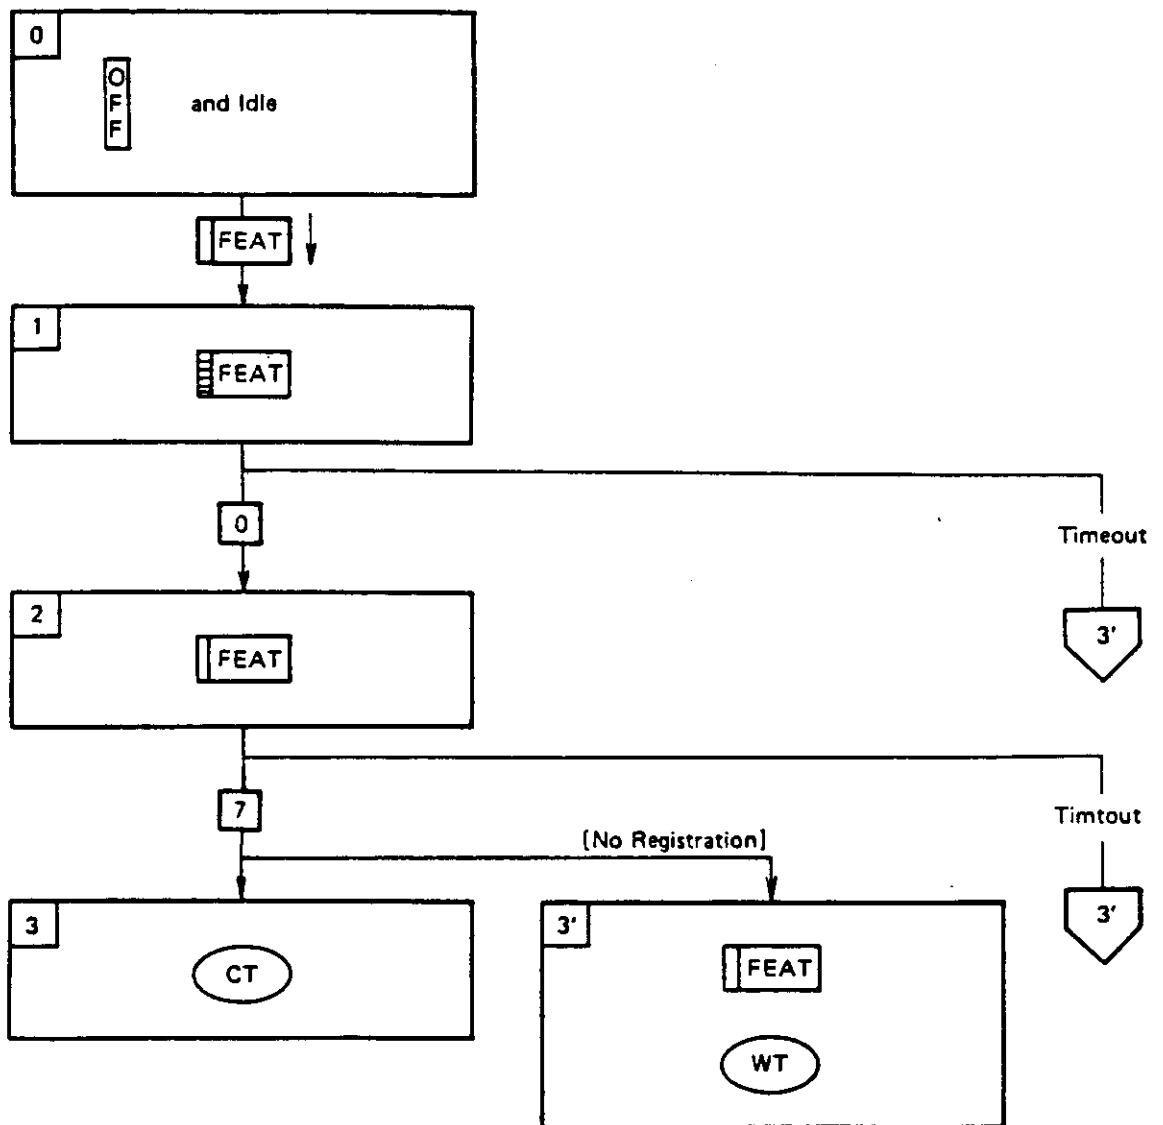 0
OFF
and Idle
FEAT
1
FEAT
0
Timeout
2
FEAT
3'
7
Timtout
[No Registration]
3
CT
3'
FEAT
WT
3'